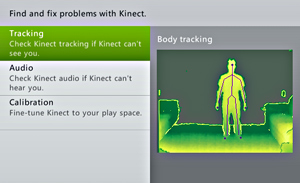 Find and fix problems with Kinect.
Tracking
Check Kinect tracking if Kinect can't
see you.
Audio
Check Kinect audio if Kinect can't
hear you.
Calibration
Fine-tune Kinect to your play space.
Body tracking